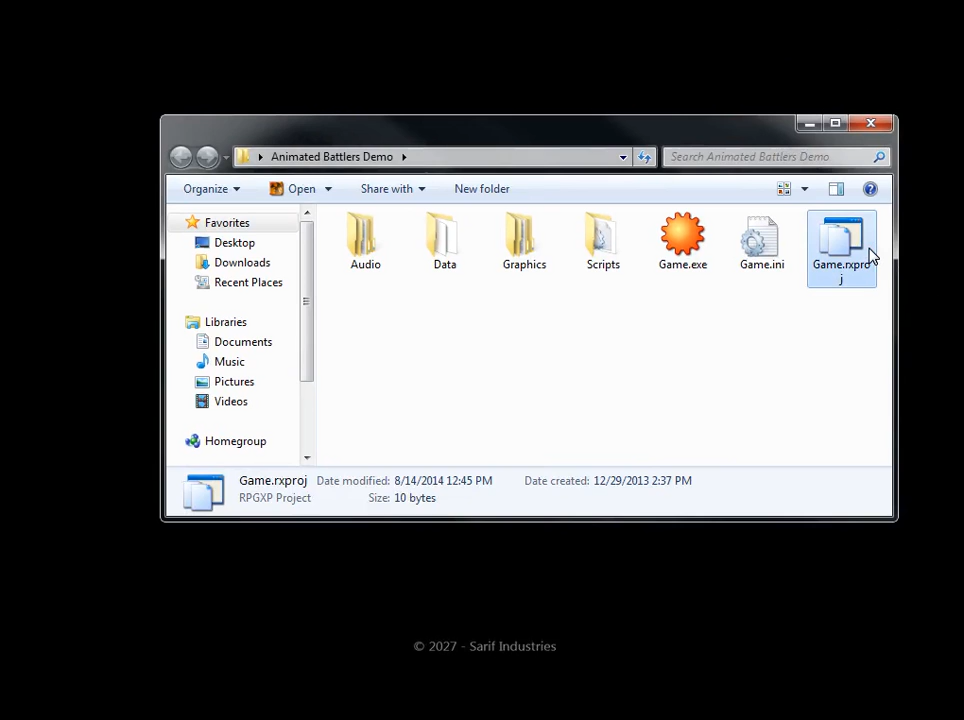 Animated Battlers Demo
Search Animated Battlers Demo
Organize Open Share with New folder
Favorites
Desktop
Downloads
Recent Places
Libraries
Documents
Music
Pictures
Videos
Homegroup
Audio
Data
Graphics
Scripts
Game.exe
Game.ini
Game.rxpro
j
Game.rxproj Date modified: 8/14/2014 12:45 PM Date created: 12/29/2013 2:37 PM
RPGXP Project Size: 10 bytes
© 2027 - Sarif Industries